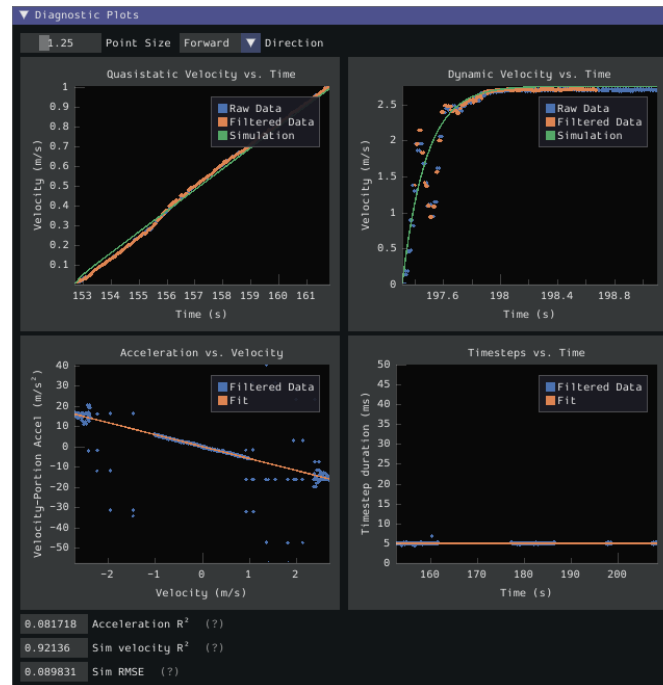 ▼ Diagnostic Plots
1.25 Point Size Forward ▼ Direction
Quasistatic Velocity vs. Time
1
0.9
0.8
0.7
0.6
0.5
0.4
0.3
0.2
0.1
Velocity (m/s)
Raw Data
Filtered Data
Simulation
153 154 155 156 157 158 159 160 161
Time (s)
Dynamic Velocity vs. Time
2.5
2
1.5
1
0.5
0
Velocity (m/s)
Raw Data
Filtered Data
Simulation
197.6 198 198.4 198.8
Time (s)
Acceleration vs. Velocity
40
30
20
10
0
-10
-20
-30
-40
-50
Velocity-Portion Accel (m/s²)
Filtered Data
Fit
-2 -1 0 1 2
Velocity (m/s)
Timesteps vs. Time
50
45
40
35
30
25
20
15
10
5
0
Timestep duration (ms)
Filtered Data
Fit
160 170 180 190 200
Time (s)
0.081718 Acceleration R² (?)
0.92136 Sim velocity R² (?)
0.089831 Sim RMSE (?)